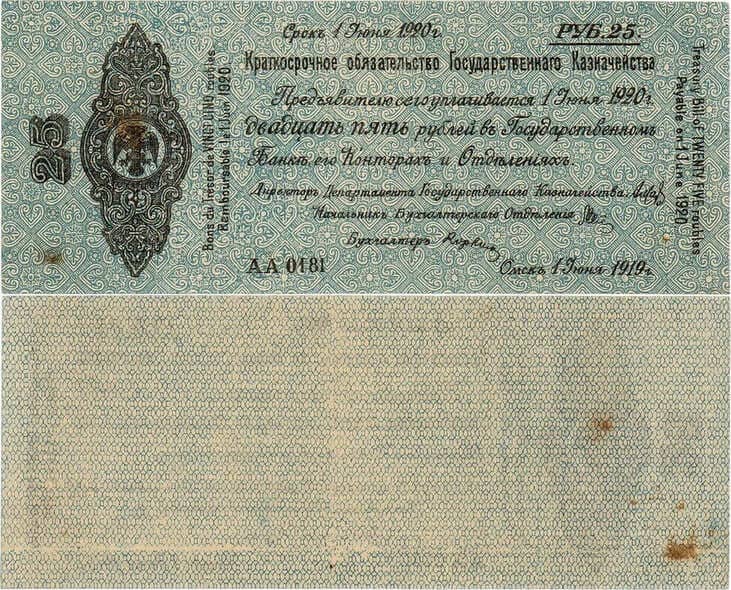 Срокъ 1 Июня 1920г.
РУБ.25.
Краткосрочное обязательство Государственнаго Казначейства
Предъявителю сего уплачивается 1 Июня 1920г.
двадцать пять рублей въ Государственномъ
Банкѣ, его Конторахъ и Отдѣленiяхъ.
Директоръ Департамента Государственнаго Казначейства:
Начальникъ Бухгалтерскаго Отдѣленiя
Бухгалтеръ
АА 0181
Омскъ 1 Июня 1919г.
25
Bons du Trésor de VINGT CINQ roubles
Remboursable le 1 Juin 1920
Treasury Bill of TWENTY FIVE roubles
Payable on 1 June 1920